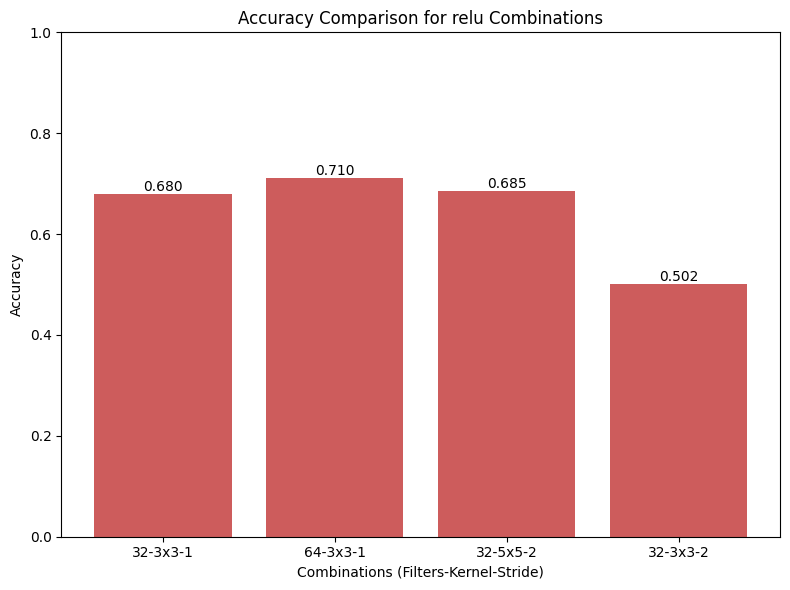 Accuracy Comparison for relu Combinations
1.0
0.8
0.6
0.4
0.2
0.0
Accuracy
0.680
0.710
0.685
0.502
32-3x3-1
64-3x3-1
32-5x5-2
32-3x3-2
Combinations (Filters-Kernel-Stride)